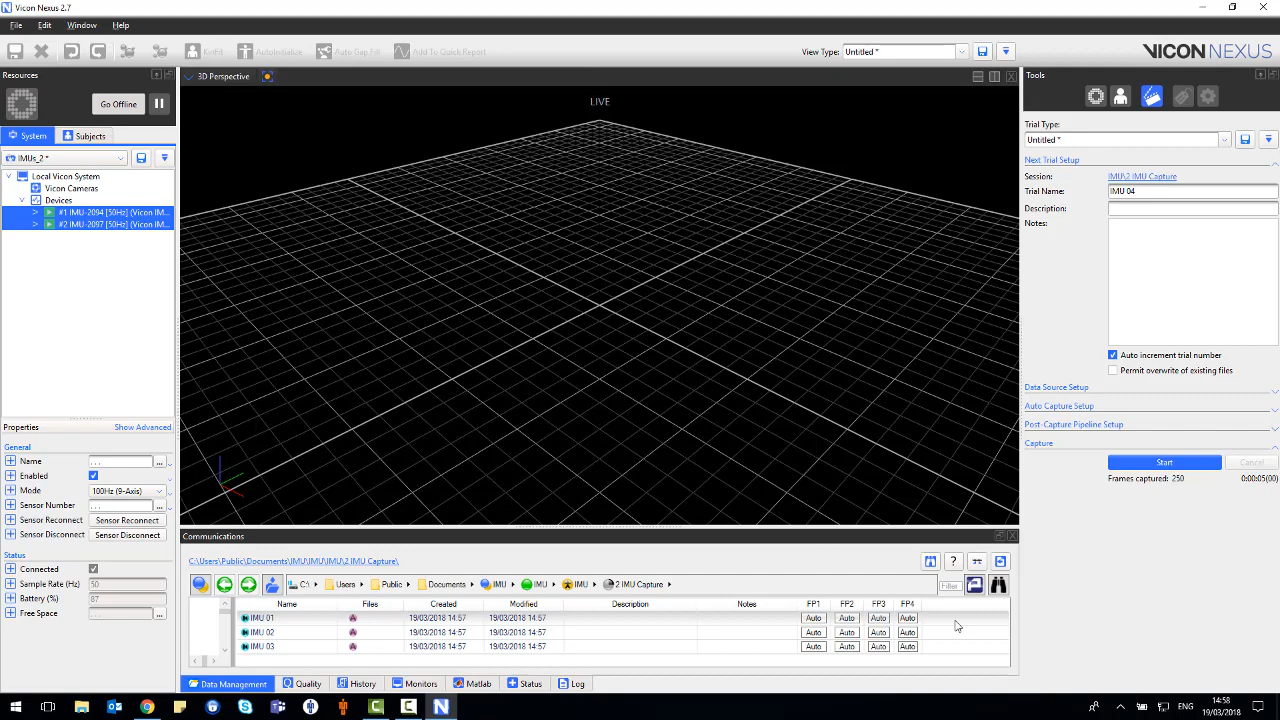 Vicon Nexus 2.7
File Edit Window Help
AutoInitialize Auto Gap Fill Add To Quick Report View Type: Untitled * VICON NEXUS
Resources 3D Perspective Tools
Go Offline LIVE
System Subjects
Trial Type:
IMUs_2 * Untitled *
Local Vicon System Next Trial Setup
Vicon Cameras Session: IMU\2 IMU Capture
Devices Trial Name: IMU 04
#1 IMU-2094 [50Hz] (Vicon IM... Description:
#2 IMU-2097 [50Hz] (Vicon IM... Notes:
Auto increment trial number
Permit overwrite of existing files
Data Source Setup
Auto Capture Setup
Properties Show Advanced Post-Capture Pipeline Setup
General Capture
Name ... ... Start Cancel
Enabled Frames captured: 250 0:00:05(00)
Mode 100Hz (9-Axis)
Sensor Number ... ...
Sensor Reconnect Sensor Reconnect
Sensor Disconnect Sensor Disconnect
Communications
Status
C:\Users\Public\Documents\IMU\IMU\IMU\2 IMU Capture\ ?
Connected
Sample Rate (Hz) 50 C: Users Public Documents IMU IMU IMU 2 IMU Capture Filter
Battery (%) 87
Free Space ... ...
Name Files Created Modified Description Notes FP1 FP2 FP3 FP4
IMU 01 19/03/2018 14:57 19/03/2018 14:57 Auto Auto Auto Auto
IMU 02 19/03/2018 14:57 19/03/2018 14:57 Auto Auto Auto Auto
IMU 03 19/03/2018 14:57 19/03/2018 14:57 Auto Auto Auto Auto
Data Management Quality History Monitors Matlab Status Log
ENG 14:58
19/03/2018